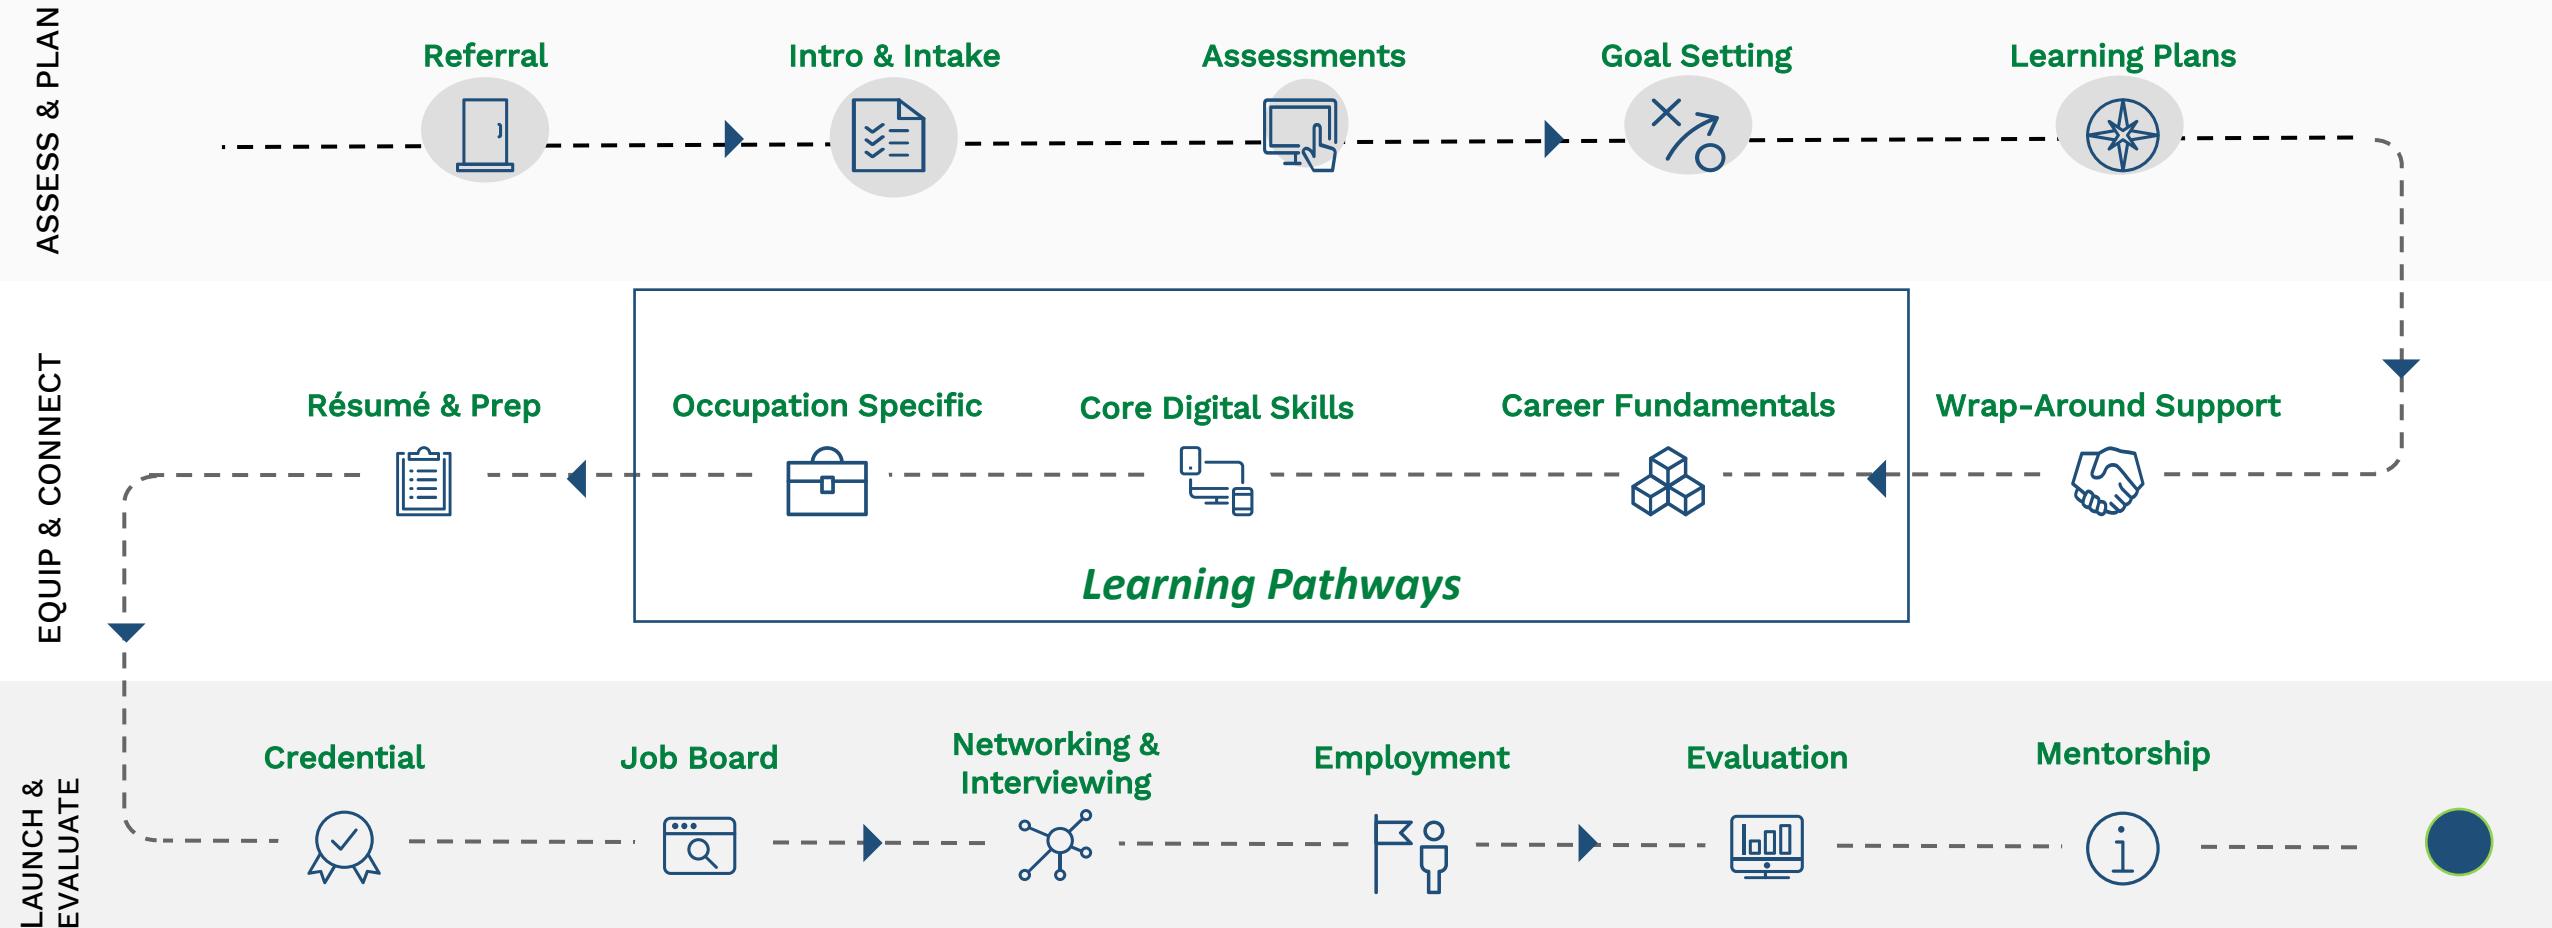 ASSESS & PLAN
Referral
Intro & Intake
Assessments
Goal Setting
Learning Plans
EQUIP & CONNECT
Résumé & Prep
Occupation Specific
Core Digital Skills
Career Fundamentals
Wrap-Around Support
Learning Pathways
LAUNCH &
EVALUATE
Credential
Job Board
Networking &
Interviewing
Employment
Evaluation
Mentorship